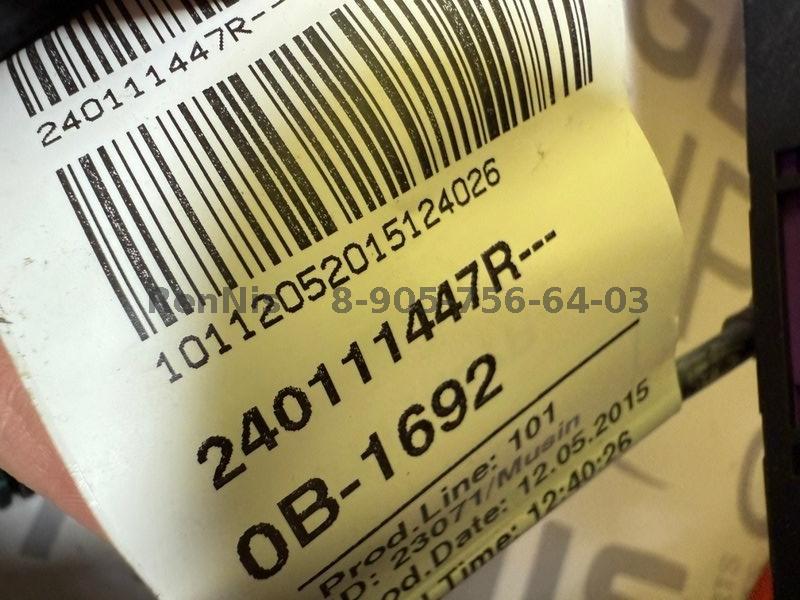 240111447R--
10112052015124026
RenNis 8-905-756-64-03
240111447R---
0B-1692
Prod.Line: 101
D: 23071/Musin
od.Date: 12.05.2015
Time: 12:40:26